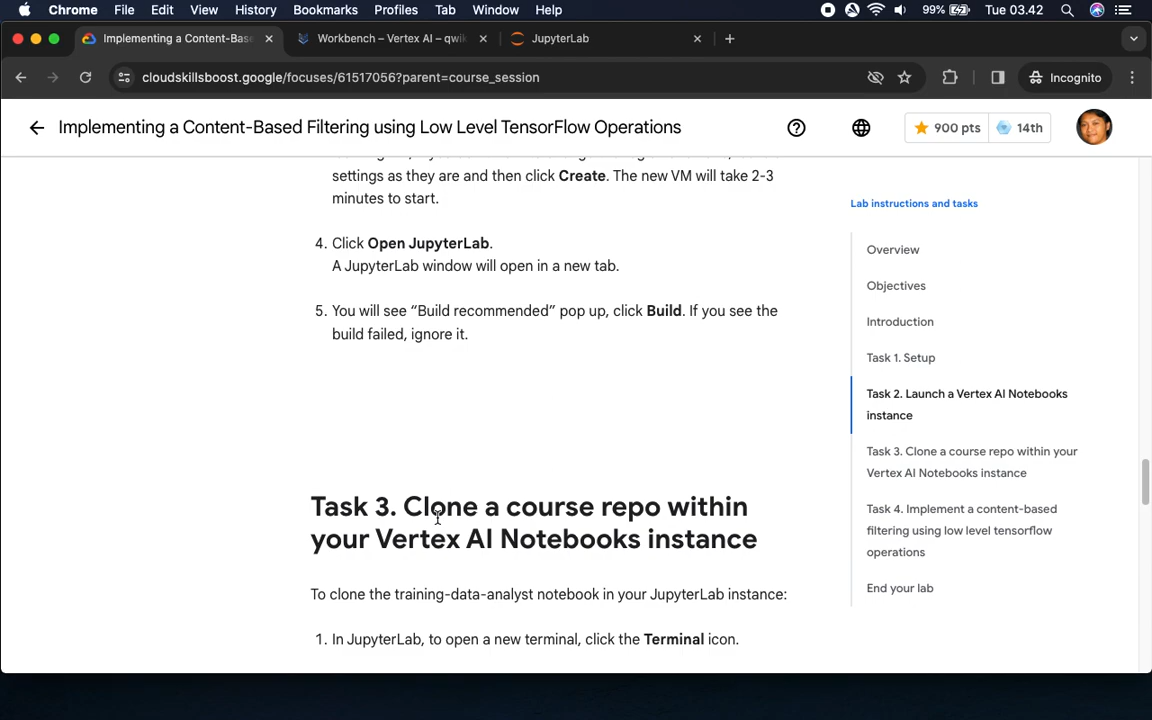 Chrome File Edit View History Bookmarks Profiles Tab Window Help 99% Tue 03.42
Implementing a Content-Bas Workbench – Vertex AI – qwik JupyterLab
cloudskillsboost.google/focuses/61517056?parent=course_session Incognito
Implementing a Content-Based Filtering using Low Level TensorFlow Operations 900 pts 14th
settings as they are and then click Create. The new VM will take 2-3
minutes to start.
4. Click Open JupyterLab.
A JupyterLab window will open in a new tab.
5. You will see “Build recommended” pop up, click Build. If you see the
build failed, ignore it.
Task 3. Clone a course repo within
your Vertex AI Notebooks instance
To clone the training-data-analyst notebook in your JupyterLab instance:
1. In JupyterLab, to open a new terminal, click the Terminal icon.
Lab instructions and tasks
Overview
Objectives
Introduction
Task 1. Setup
Task 2. Launch a Vertex AI Notebooks
instance
Task 3. Clone a course repo within your
Vertex AI Notebooks instance
Task 4. Implement a content-based
filtering using low level tensorflow
operations
End your lab